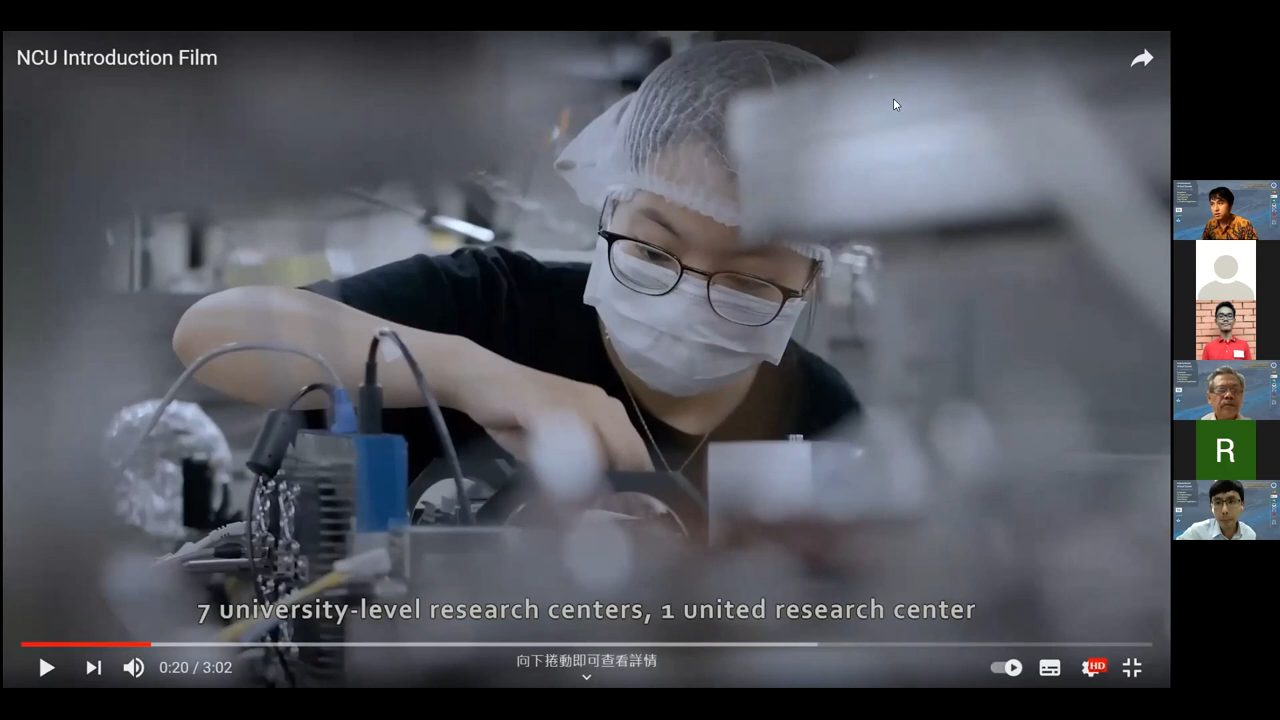 NCU Introduction Film
7 university-level research centers, 1 united research center
0:20 / 3:02
向下捲動即可查看詳情
HD
R